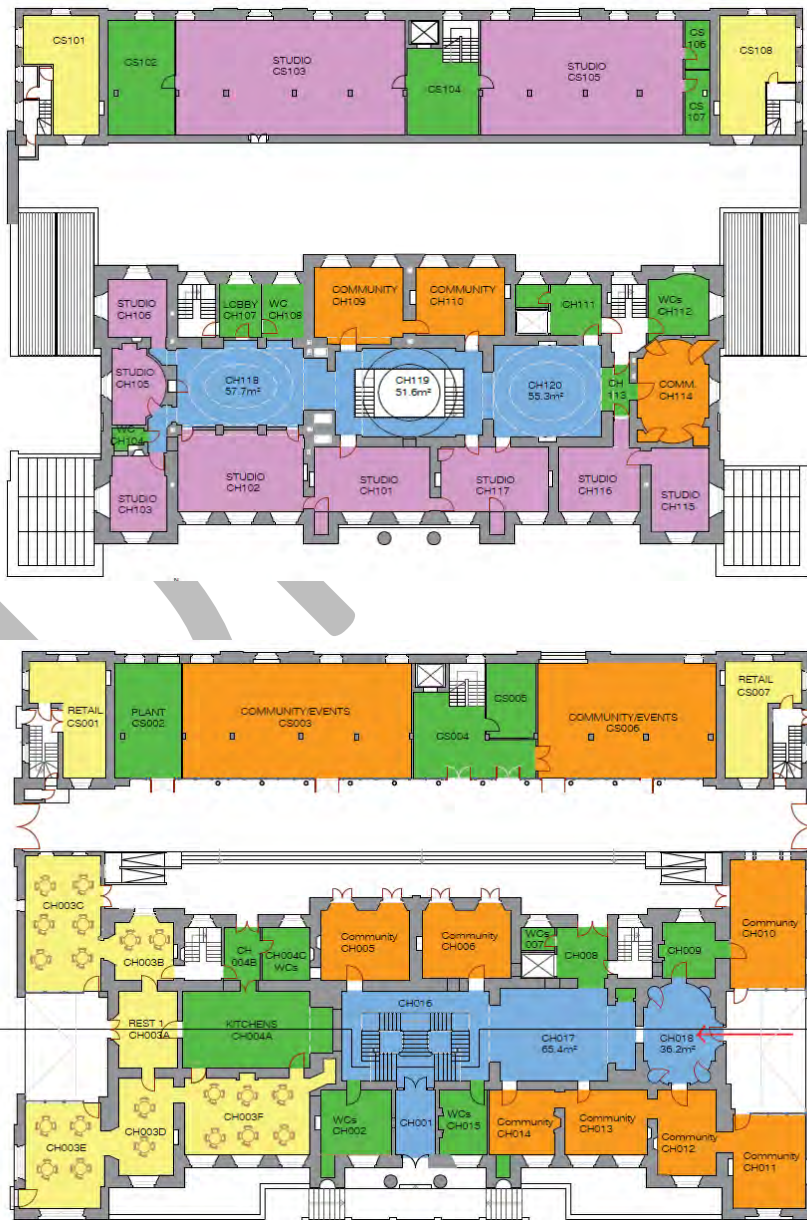 CS101
CS102
STUDIO
CS103
CS104
STUDIO
CS105
CS
106
CS
107
CS108
STUDIO
CH106
LOBBY
CH107
WC
CH108
COMMUNITY
CH109
COMMUNITY
CH110
CH111
WCs
CH112
STUDIO
CH105
CH118
57.7m²
CH119
51.6m²
CH120
55.3m²
CH
113
COMM.
CH114
WC
CH104
STUDIO
CH103
STUDIO
CH102
STUDIO
CH101
STUDIO
CH117
STUDIO
CH116
STUDIO
CH115
RETAIL
CS001
PLANT
CS002
COMMUNITY/EVENTS
CS003
CS004
CS005
COMMUNITY/EVENTS
CS006
RETAIL
CS007
CH003C
CH003B
CH
004B
CH004C
WCs
Community
CH005
Community
CH006
WCs
007
CH008
CH009
Community
CH010
REST 1
CH003A
KITCHENS
CH004A
CH016
CH017
65.4m²
CH018
36.2m²
CH003E
CH003D
CH003F
WCs
CH002
CH001
WCs
CH015
Community
CH014
Community
CH013
Community
CH012
Community
CH011